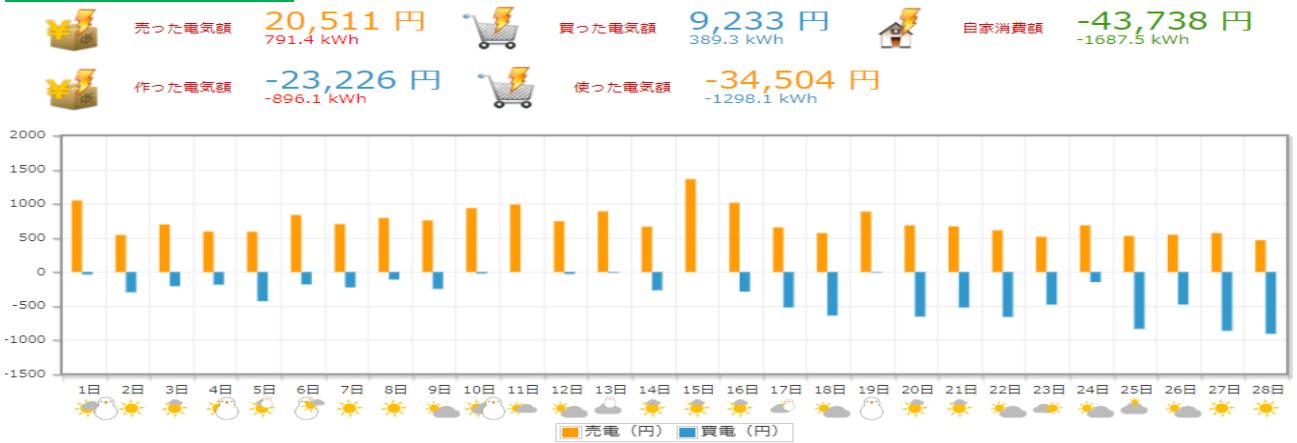 売った電気額 20,511 円 買った電気額 9,233 円 自家消費額 -43,738 円
791.4 kWh 389.3 kWh -1687.5 kWh
作った電気額 -23,226 円 使った電気額 -34,504 円
-896.1 kWh -1298.1 kWh
2000
1500
1000
500
0
-500
-1000
-1500
1日 2日 3日 4日 5日 6日 7日 8日 9日 10日 11日 12日 13日 14日 15日 16日 17日 18日 19日 20日 21日 22日 23日 24日 25日 26日 27日 28日
売電（円） 買電（円）